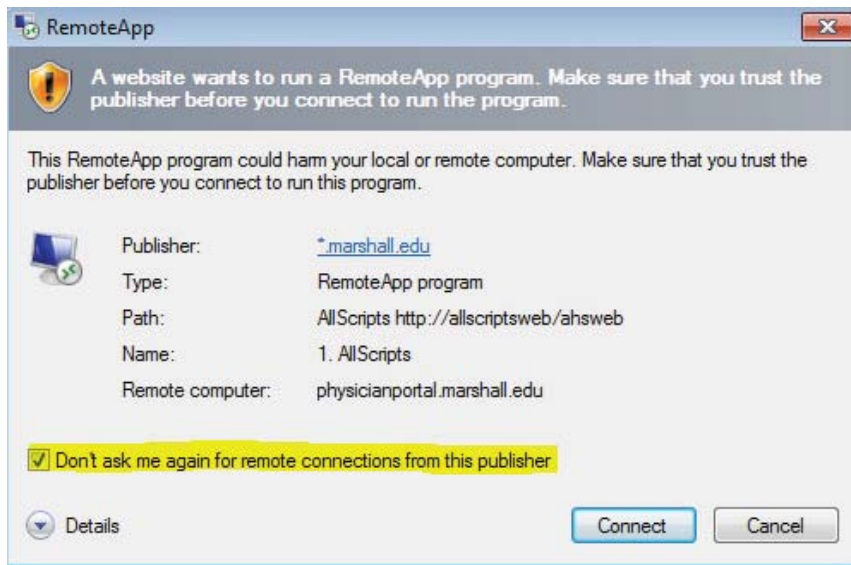 RemoteApp
A website wants to run a RemoteApp program. Make sure that you trust the
publisher before you connect to run the program.
This RemoteApp program could harm your local or remote computer. Make sure that you trust the
publisher before you connect to run this program.
Publisher: *.marshall.edu
Type: RemoteApp program
Path: AllScripts http://allscriptsweb/ahsweb
Name: 1. AllScripts
Remote computer: physicianportal.marshall.edu
Don't ask me again for remote connections from this publisher
Details Connect Cancel